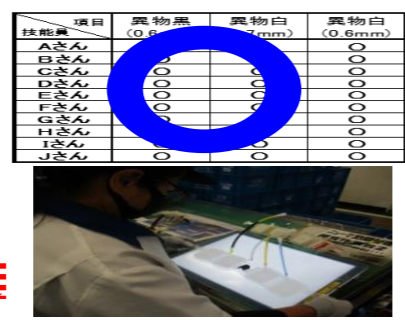 項目 異物黒 異物白 異物白
技能員 (0.6 7mm) (0.6mm)
Aさん ○
Bさん ○
Cさん ○ ○ ○
Dさん ○ ○ ○
Eさん ○ ○ ○
Fさん ○ ○ ○
Gさん ○
Hさん ○
Iさん ○ ○ ○
Jさん ○ ○ ○